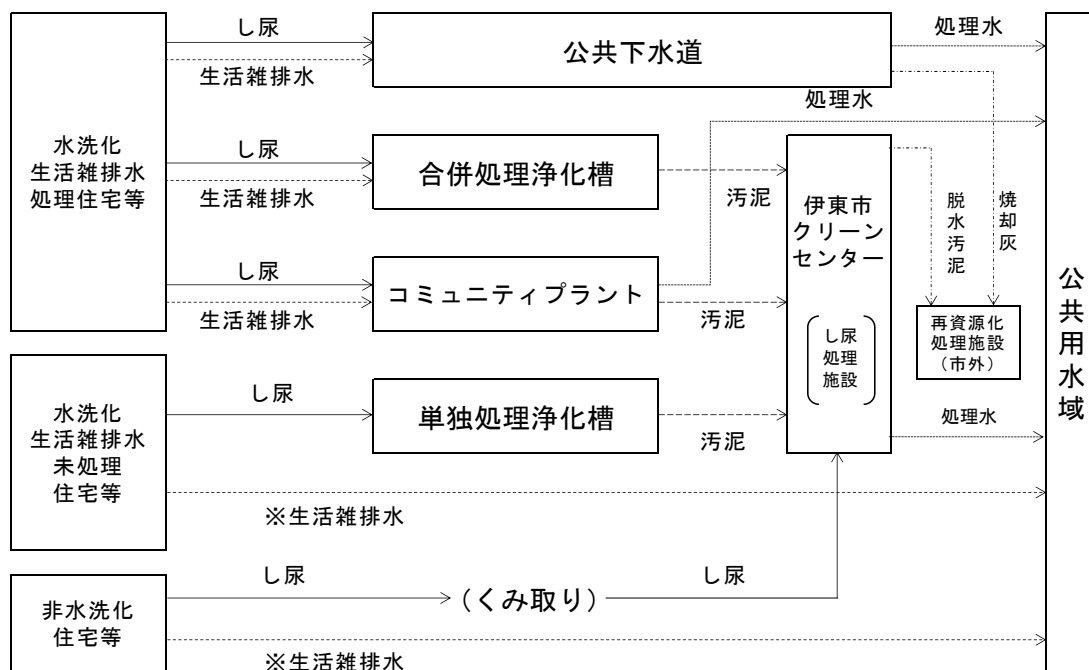 し尿
生活雑排水
公共下水道
処理水
処理水
水洗化
生活雑排水
処理住宅等
し尿
生活雑排水
合併処理浄化槽
汚泥
伊東市
クリーン
センター
脱水汚泥
焼却灰
し尿
生活雑排水
コミュニティプラント
汚泥
し尿
処理
施設
再資源化
処理施設
（市外）
公共用水域
水洗化
生活雑排水
未処理
住宅等
し尿
単独処理浄化槽
汚泥
処理水
※生活雑排水
非水洗化
住宅等
し尿
(くみ取り)
し尿
※生活雑排水